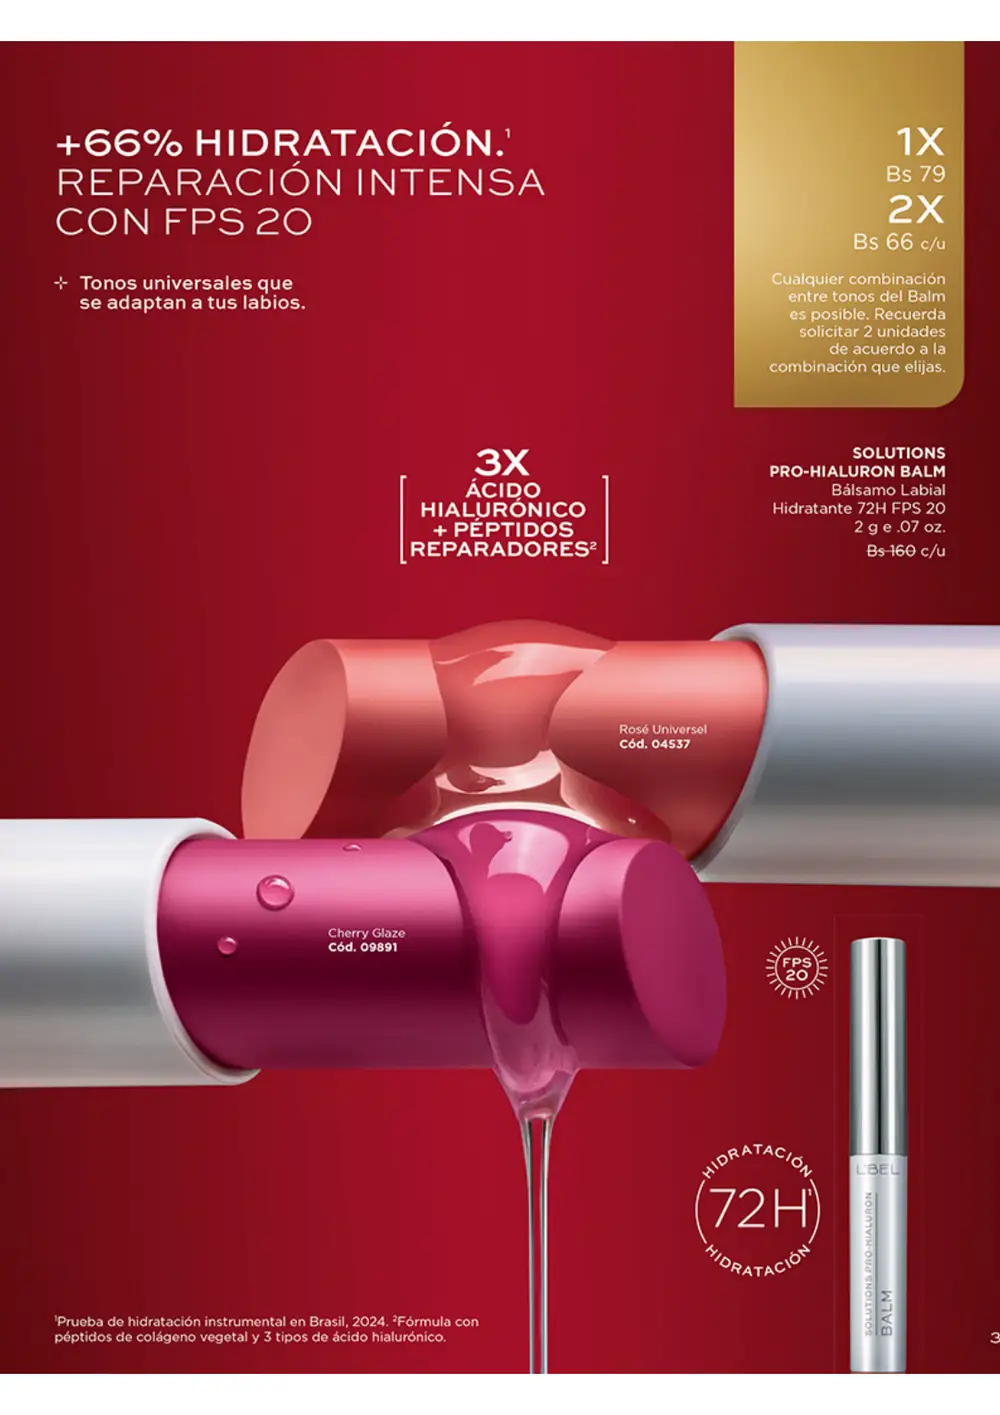 +66% HIDRATACIÓN.¹
REPARACIÓN INTENSA
CON FPS 20
Tonos universales que
se adaptan a tus labios.
1X
Bs 79
2X
Bs 66 c/u
Cualquier combinación
entre tonos del Balm
es posible. Recuerda
solicitar 2 unidades
de acuerdo a la
combinación que elijas.
SOLUTIONS
PRO-HIALURON BALM
Bálsamo Labial
Hidratante 72H FPS 20
2 g e .07 oz.
Bs 160 c/u
3X
ÁCIDO
HIALURÓNICO
+ PÉPTIDOS
REPARADORES²
Rosé Universel
Cód. 04537
Cherry Glaze
Cód. 09891
FPS
20
HIDRATACIÓN
72H¹
HIDRATACIÓN
L'BEL
SOLUTIONS PRO-HIALURON
BALM
¹Prueba de hidratación instrumental en Brasil, 2024. ²Fórmula con
péptidos de colágeno vegetal y 3 tipos de ácido hialurónico.
3